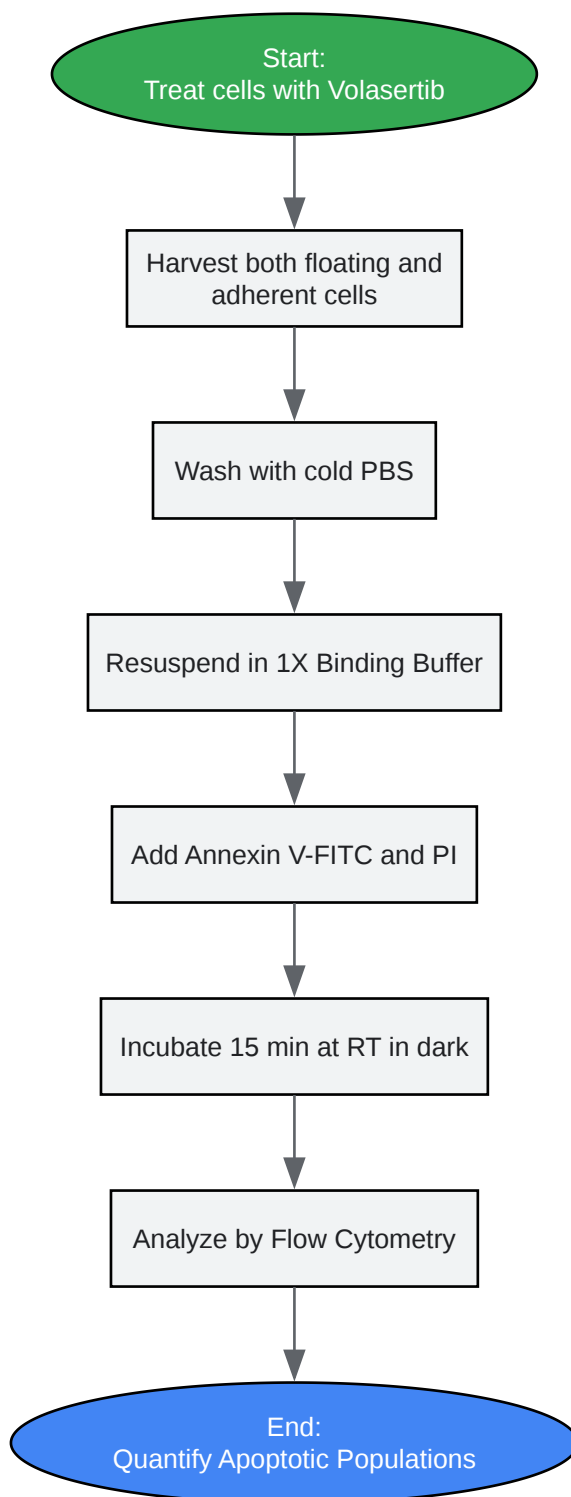 Start:
Treat cells with Volasertib
Harvest both floating and
adherent cells
Wash with cold PBS
Resuspend in 1X Binding Buffer
Add Annexin V-FITC and PI
Incubate 15 min at RT in dark
Analyze by Flow Cytometry
End:
Quantify Apoptotic Populations